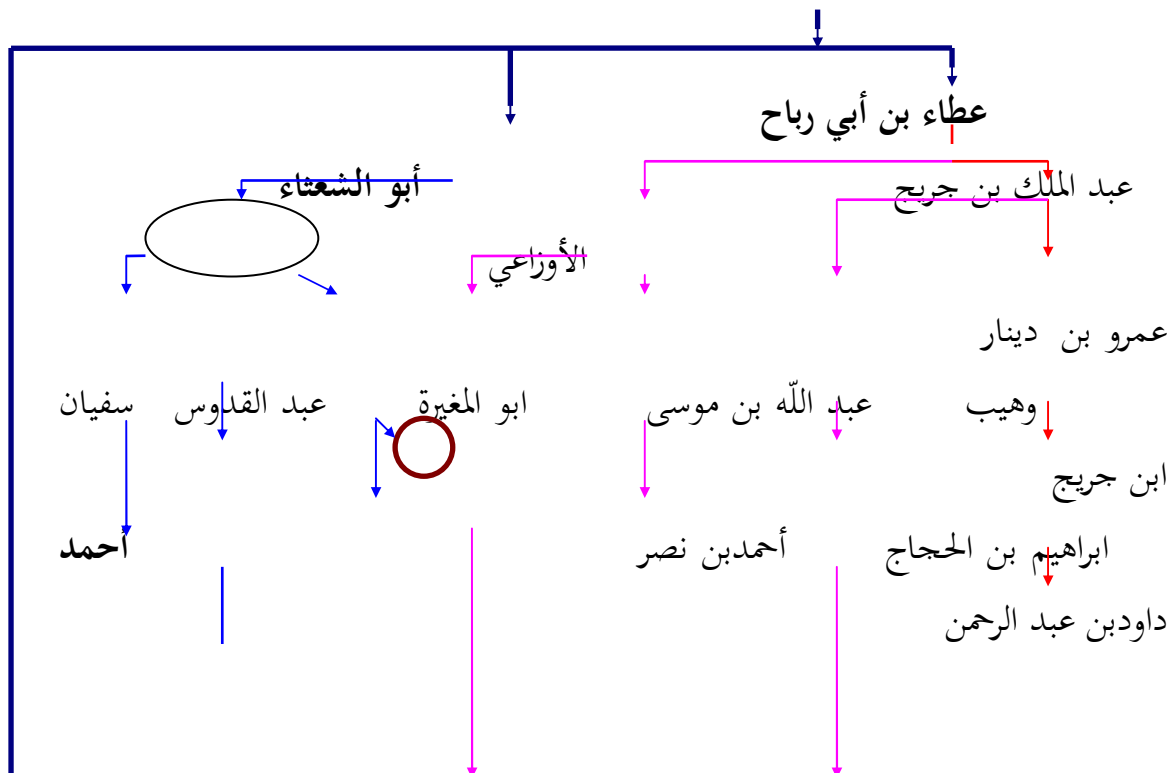 عطاء بن أبي رباح
عبد الملك بن جريج أبو الشعثاء
الأوزاعي
عمرو بن دينار
وهيب عبد الله بن موسى ابو المغيرة عبد القدوس سفيان
ابن جريج
ابراهيم بن الحجاج أحمدبن نصر أحمد
داودبن عبد الرحمن